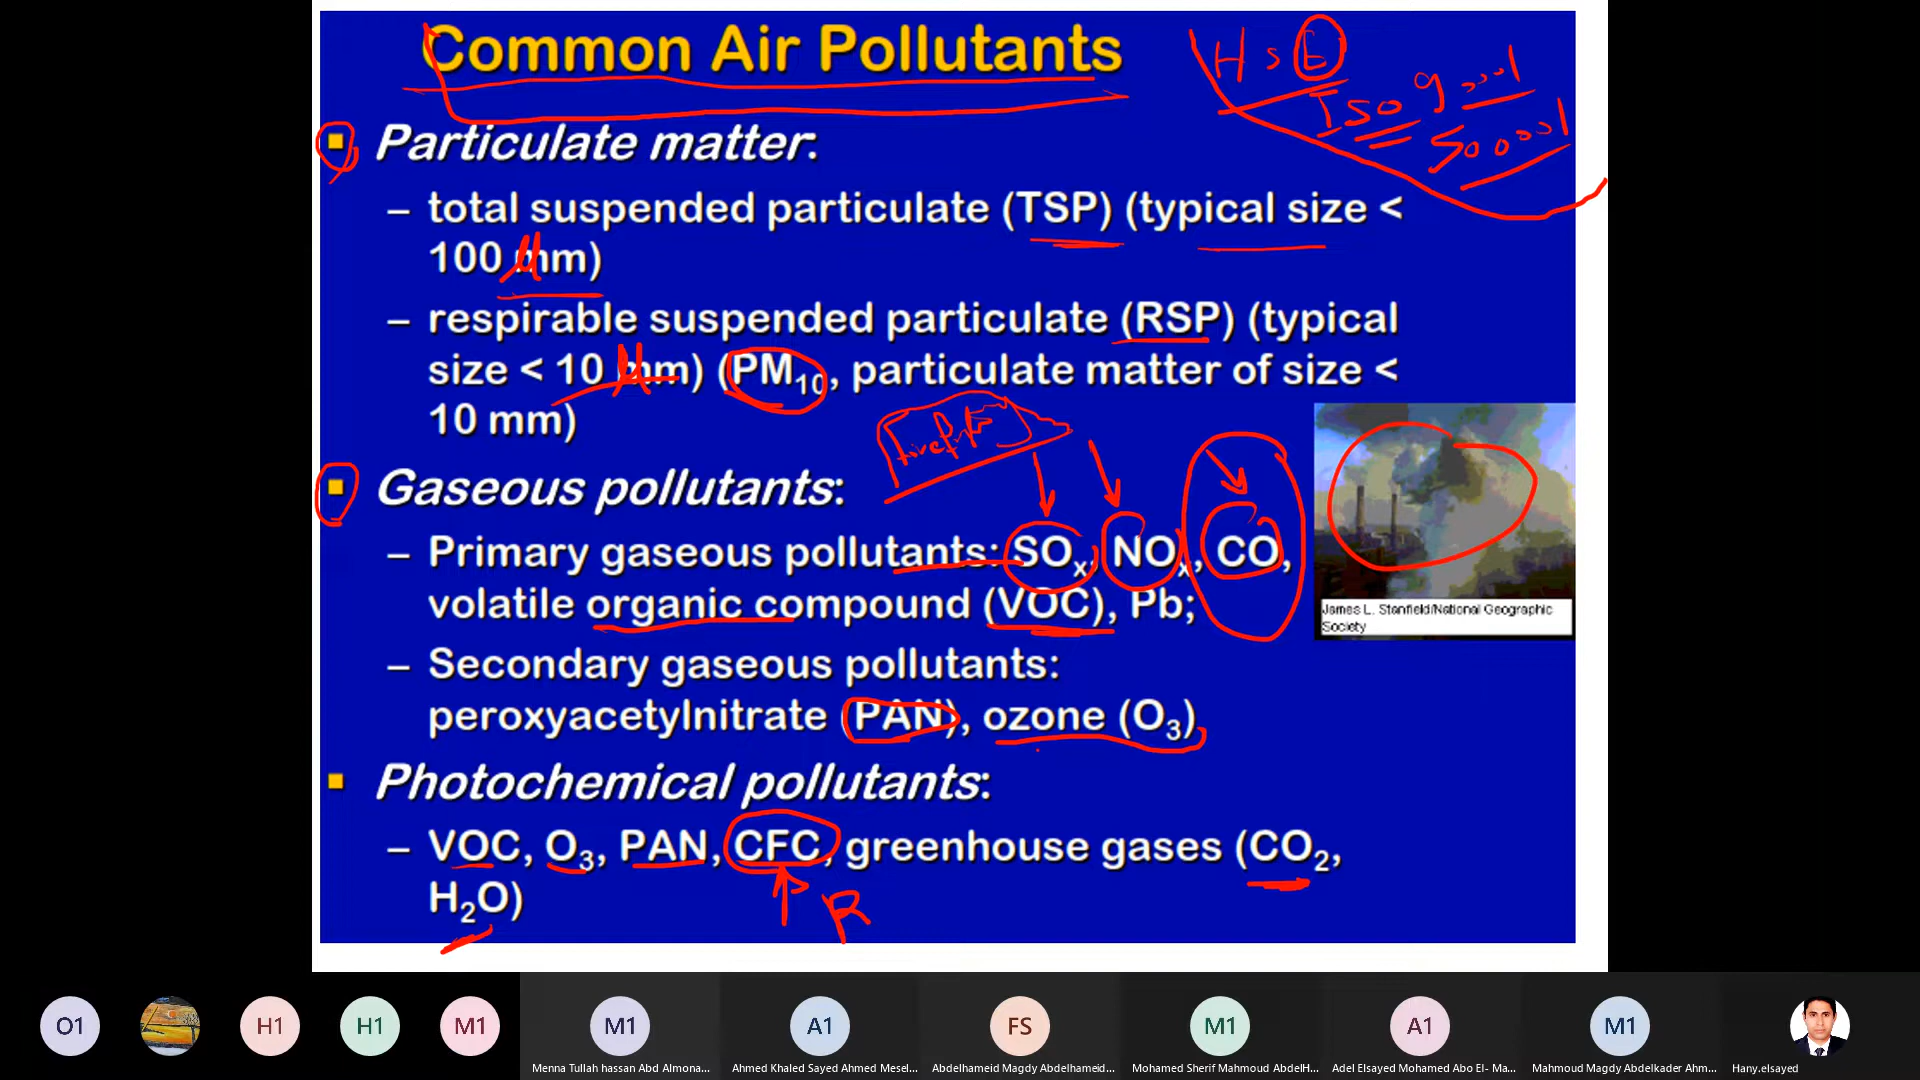 Common Air Pollutants
H S E
ISO 9001
50001
▪ Particulate matter:
– total suspended particulate (TSP) (typical size <
100 mm)
μ
– respirable suspended particulate (RSP) (typical
size < 10 mm) (PM₁₀, particulate matter of size <
μ
10 mm)
▪ Gaseous pollutants:
– Primary gaseous pollutants: SOₓ, NOₓ, CO,
volatile organic compound (VOC), Pb;
– Secondary gaseous pollutants:
peroxyacetylnitrate (PAN), ozone (O₃)
James L. Stanfield/National Geographic
Society
▪ Photochemical pollutants:
– VOC, O₃, PAN, CFC, greenhouse gases (CO₂,
H₂O)
R
O1
H1
H1
M1
M1
A1
FS
M1
A1
M1
Menna Tullah hassan Abd Almona...
Ahmed Khaled Sayed Ahmed Mesel...
Abdelhameid Magdy Abdelhameid...
Mohamed Sherif Mahmoud AbdelH...
Adel Elsayed Mohamed Abo El- Ma...
Mahmoud Magdy Abdelkader Ahm...
Hany.elsayed